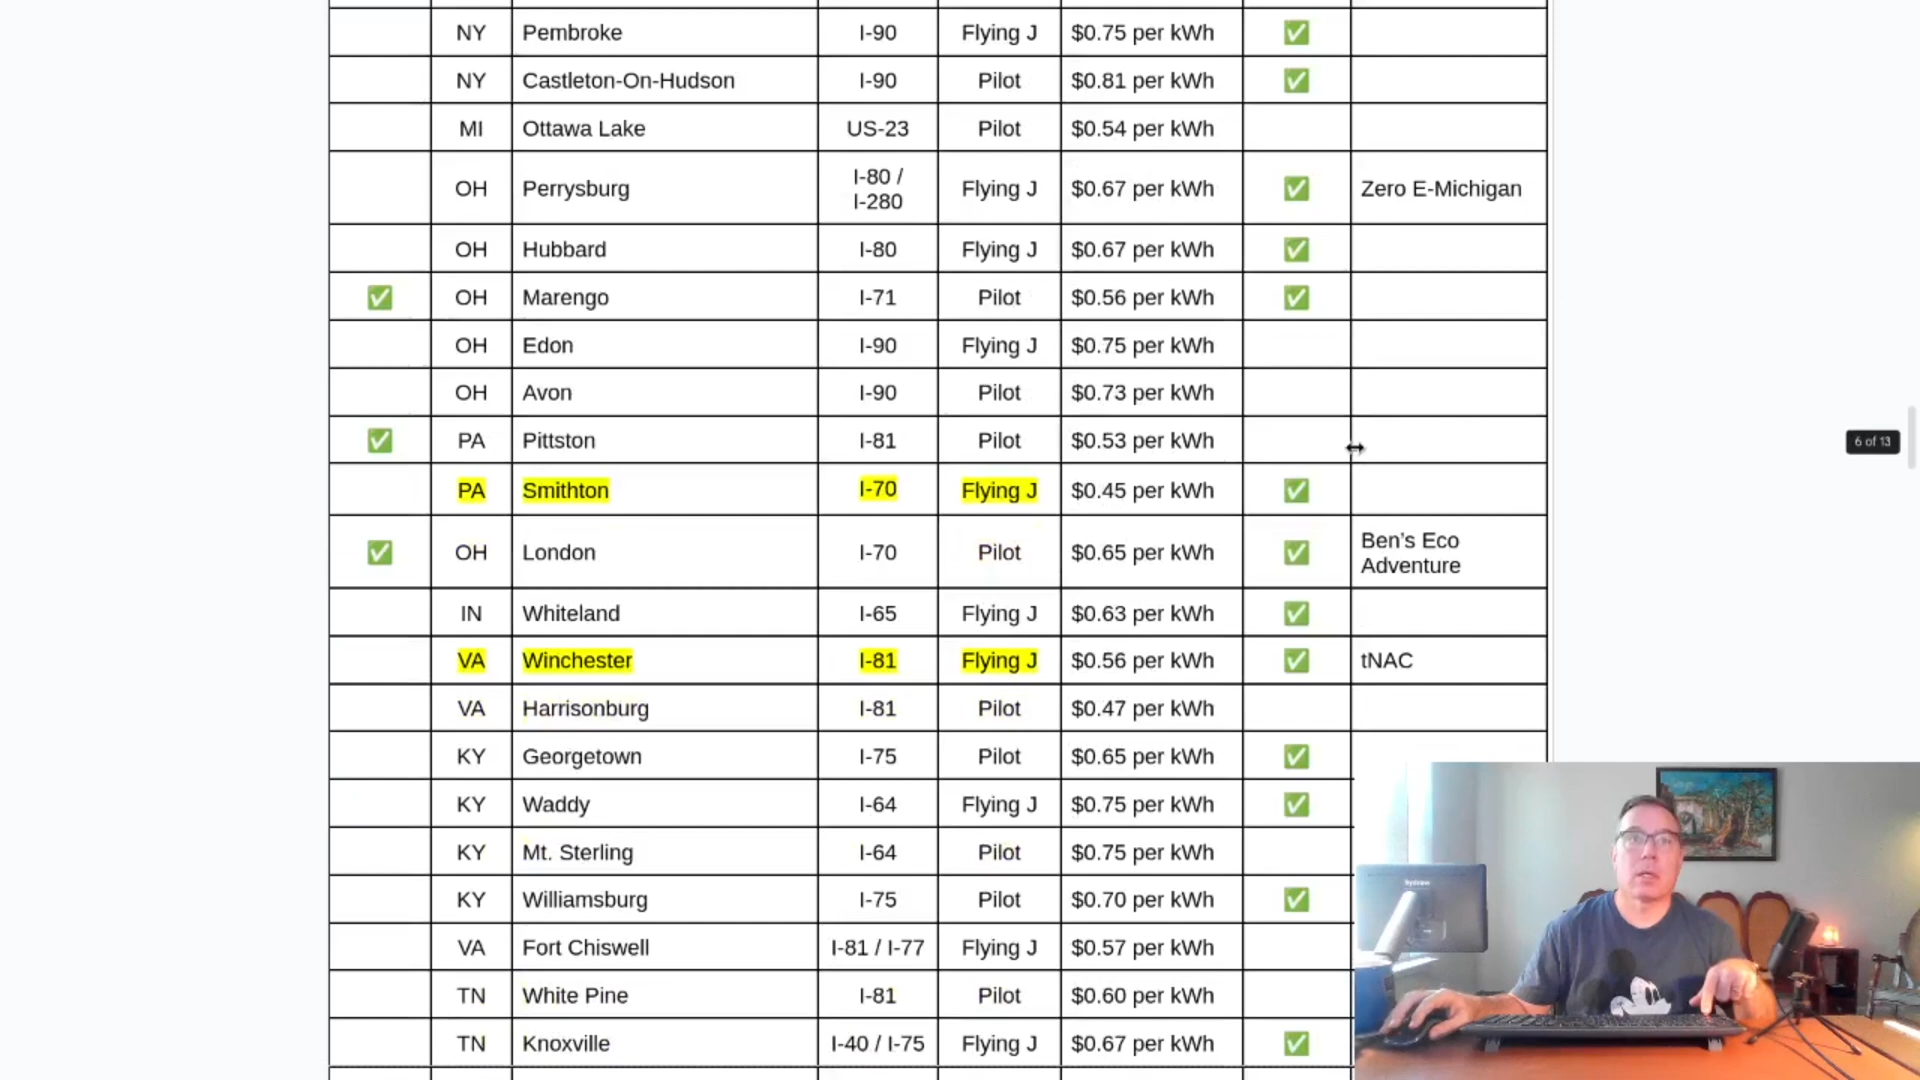 NY Pembroke I-90 Flying J $0.75 per kWh ✅
NY Castleton-On-Hudson I-90 Pilot $0.81 per kWh ✅
MI Ottawa Lake US-23 Pilot $0.54 per kWh
OH Perrysburg I-80 / I-280 Flying J $0.67 per kWh ✅ Zero E-Michigan
OH Hubbard I-80 Flying J $0.67 per kWh ✅
✅ OH Marengo I-71 Pilot $0.56 per kWh ✅
OH Edon I-90 Flying J $0.75 per kWh
OH Avon I-90 Pilot $0.73 per kWh
✅ PA Pittston I-81 Pilot $0.53 per kWh
6 of 13
PA Smithton I-70 Flying J $0.45 per kWh ✅
✅ OH London I-70 Pilot $0.65 per kWh ✅ Ben’s Eco Adventure
IN Whiteland I-65 Flying J $0.63 per kWh ✅
VA Winchester I-81 Flying J $0.56 per kWh ✅ tNAC
VA Harrisonburg I-81 Pilot $0.47 per kWh
KY Georgetown I-75 Pilot $0.65 per kWh ✅
KY Waddy I-64 Flying J $0.75 per kWh ✅
KY Mt. Sterling I-64 Pilot $0.75 per kWh
KY Williamsburg I-75 Pilot $0.70 per kWh ✅
VA Fort Chiswell I-81 / I-77 Flying J $0.57 per kWh
TN White Pine I-81 Pilot $0.60 per kWh
TN Knoxville I-40 / I-75 Flying J $0.67 per kWh ✅